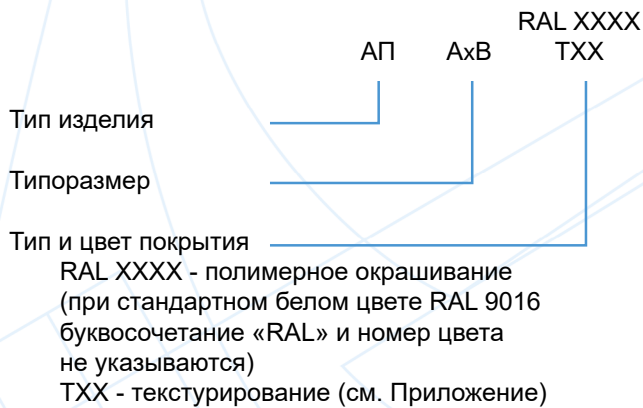 RAL XXXX
АП АхВ TXX
Тип изделия
Типоразмер
Тип и цвет покрытия
RAL XXXX - полимерное окрашивание
(при стандартном белом цвете RAL 9016
буквосочетание «RAL» и номер цвета
не указываются)
TXX - текстурирование (см. Приложение)